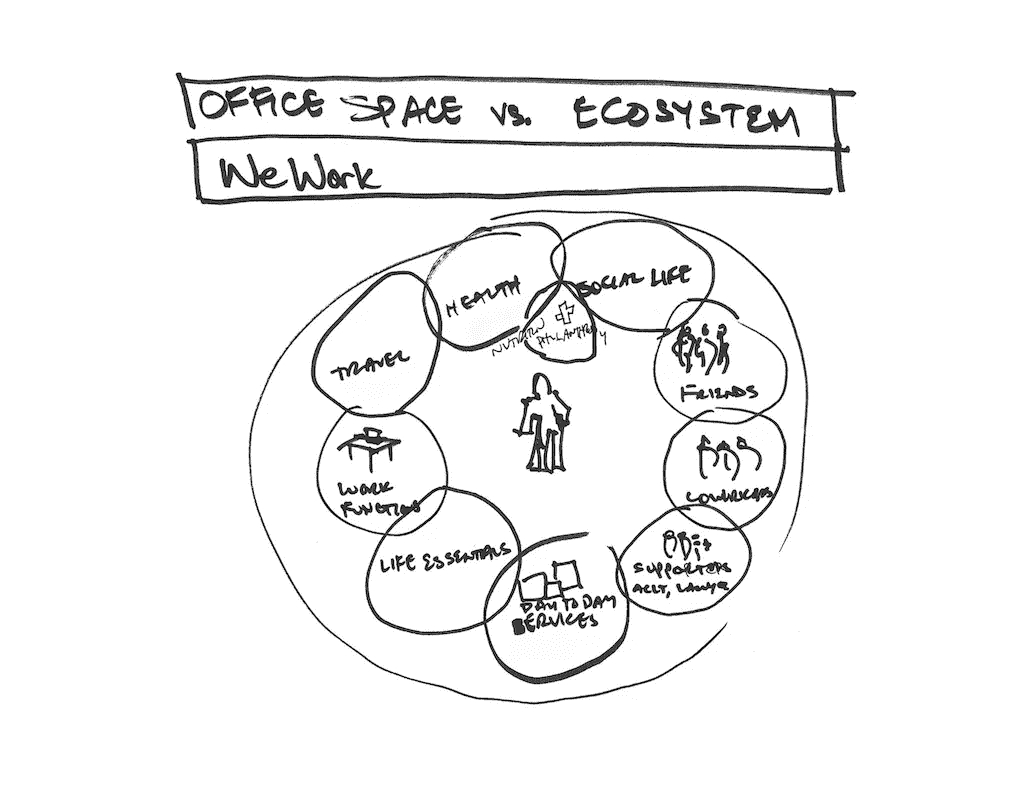 OFFICE SPACE vs. ECOSYSTEM
WeWork
HEALTH
SOCIAL LIFE
NUTRITION
PHILANTHROPY
TRAVEL
FRIENDS
WORK
FUNCTIONS
COWORKERS
LIFE ESSENTIALS
SUPPORTERS
ACCT, LAWYER
DAY TO DAY
SERVICES